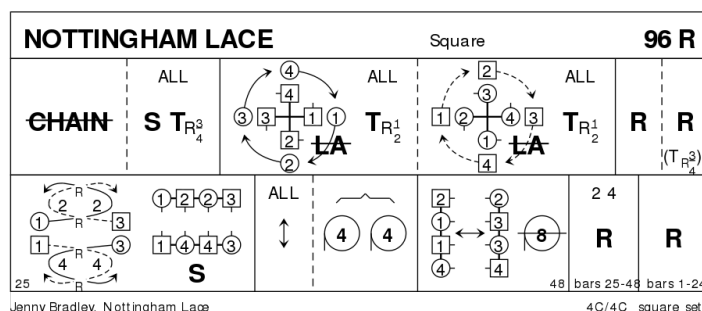 NOTTINGHAM LACE Square 96 R
ALL ALL ALL
CHAIN S T R 3/4 LA T R 1/2 LA T R 1/2 R R
(T R 3/4)
4 4 3 3 1 1 2 2
2 3 1 2 4 3 1 4
R 2 2 R 1 3 1 3 R 4 4 R
1 2 2 3
1 4 4 3
S
ALL
4 4
2 1 1 4 2 3 3 4
8
2 4
R R
25 48 bars 25-48 bars 1-24
Jenny Bradley, Nottingham Lace 4C/4C square set